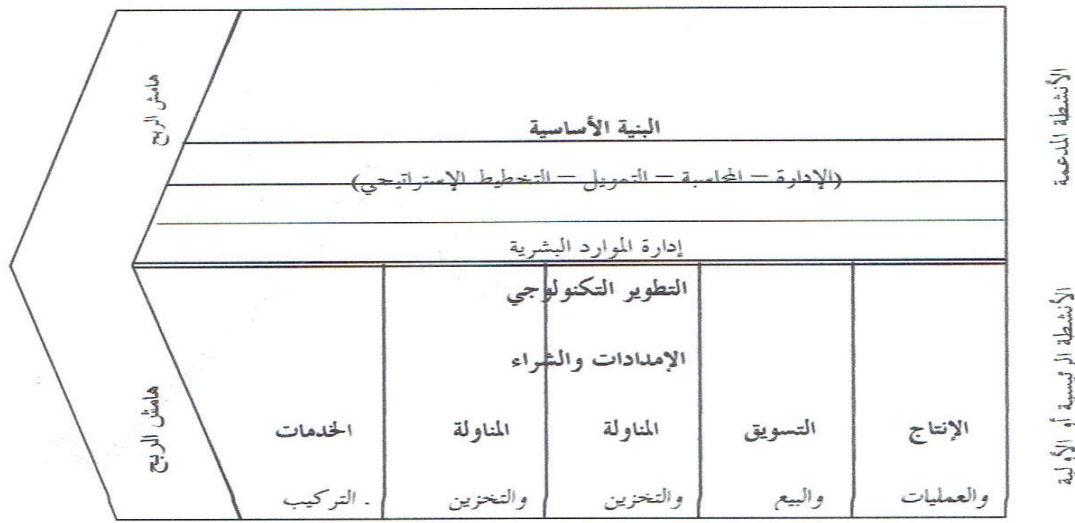 الأنشطة المدعمة
هامش الربح
البنية الأساسية
(الإدارة – المحاسبة – التمويل – التخطيط الإستراتيجي)
إدارة الموارد البشرية
التطوير التكنولوجي
الإمدادات والشراء
الأنشطة الرئيسية أو الأولية
الإنتاج
والعمليات
التسويق
والبيع
المناولة
والتخزين
المناولة
والتخزين
الخدمات
. التركيب
هامش الربح